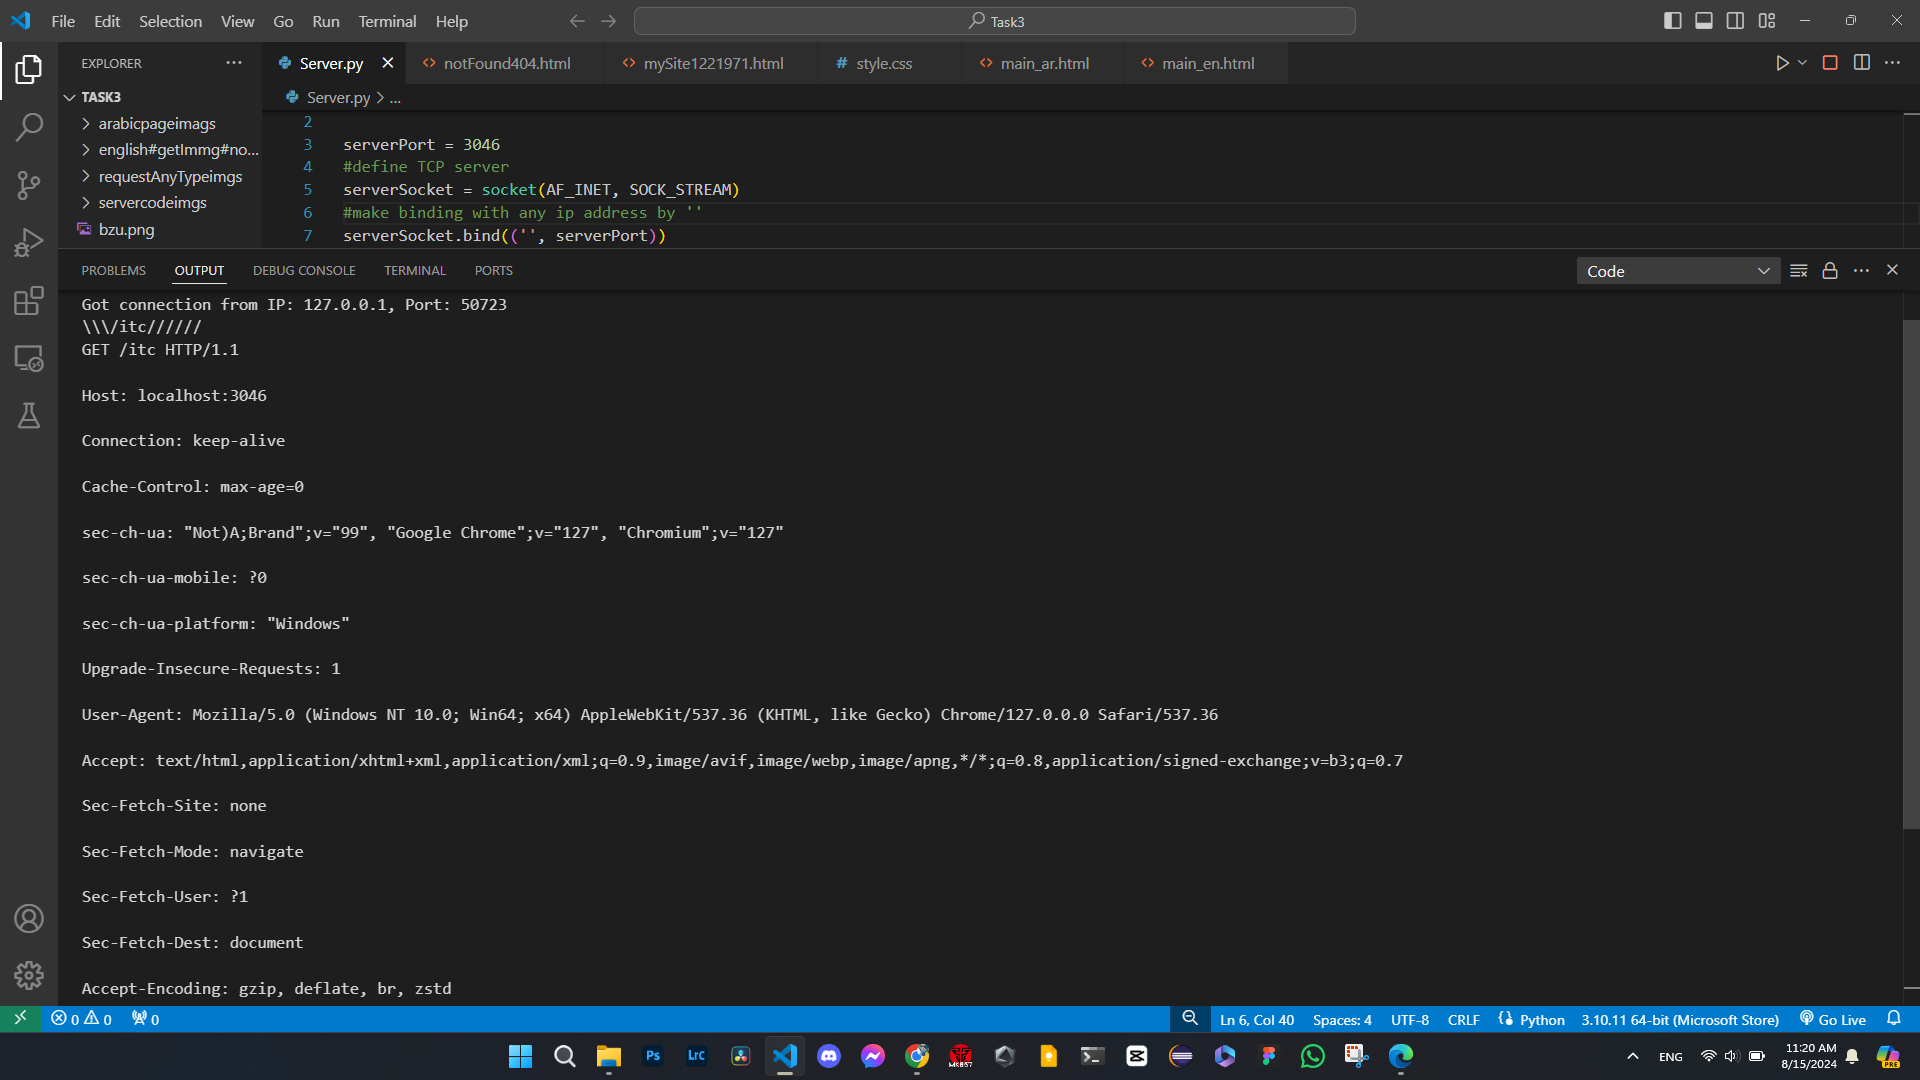 File Edit Selection View Go Run Terminal Help
Task3
EXPLORER
Server.py
notFound404.html
mySite1221971.html
# style.css
main_ar.html
main_en.html
TASK3
arabicpageimags
english#getImmg#no...
requestAnyTypeimgs
servercodeimgs
bzu.png
Server.py > ...
2
3 serverPort = 3046
4 #define TCP server
5 serverSocket = socket(AF_INET, SOCK_STREAM)
6 #make binding with any ip address by ''
7 serverSocket.bind(('', serverPort))
PROBLEMS OUTPUT DEBUG CONSOLE TERMINAL PORTS
Code
Got connection from IP: 127.0.0.1, Port: 50723
\\\/itc//////
GET /itc HTTP/1.1
Host: localhost:3046
Connection: keep-alive
Cache-Control: max-age=0
sec-ch-ua: "Not)A;Brand";v="99", "Google Chrome";v="127", "Chromium";v="127"
sec-ch-ua-mobile: ?0
sec-ch-ua-platform: "Windows"
Upgrade-Insecure-Requests: 1
User-Agent: Mozilla/5.0 (Windows NT 10.0; Win64; x64) AppleWebKit/537.36 (KHTML, like Gecko) Chrome/127.0.0.0 Safari/537.36
Accept: text/html,application/xhtml+xml,application/xml;q=0.9,image/avif,image/webp,image/apng,*/*;q=0.8,application/signed-exchange;v=b3;q=0.7
Sec-Fetch-Site: none
Sec-Fetch-Mode: navigate
Sec-Fetch-User: ?1
Sec-Fetch-Dest: document
Accept-Encoding: gzip, deflate, br, zstd
0 0 0
Ln 6, Col 40 Spaces: 4 UTF-8 CRLF Python 3.10.11 64-bit (Microsoft Store) Go Live
Ps Lrc
ENG
11:20 AM
8/15/2024
PRE